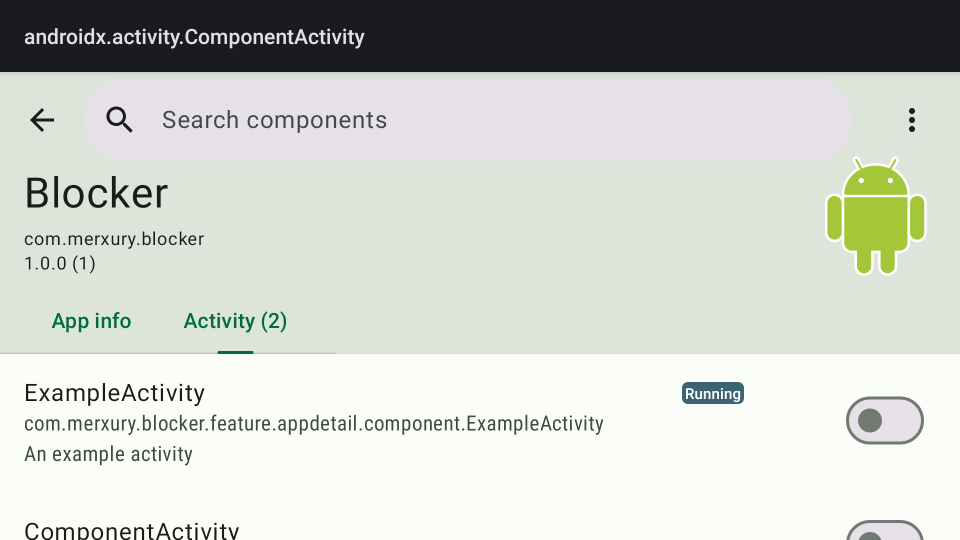 androidx.activity.ComponentActivity
Search components
Blocker
com.merxury.blocker
1.0.0 (1)
App info
Activity (2)
ExampleActivity
Running
com.merxury.blocker.feature.appdetail.component.ExampleActivity
An example activity
ComponentActivity